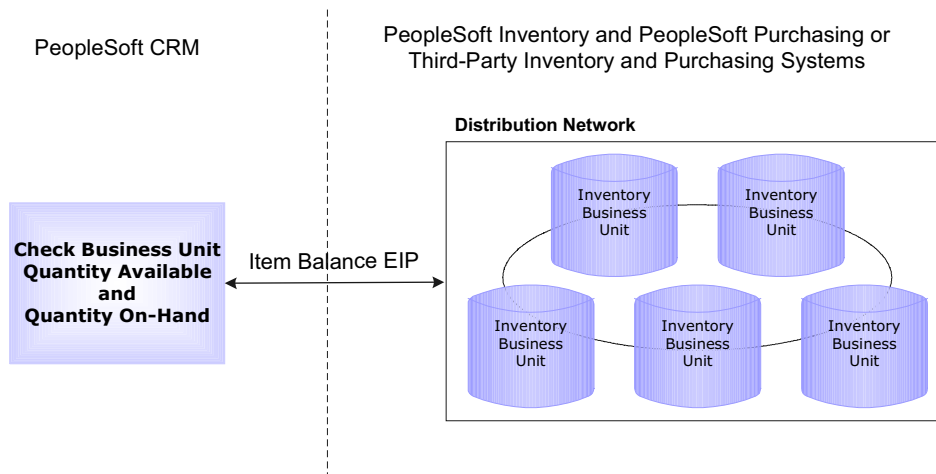 PeopleSoft CRM
PeopleSoft Inventory and PeopleSoft Purchasing or
Third-Party Inventory and Purchasing Systems
Distribution Network
Inventory
Business
Unit
Inventory
Business
Unit
Check Business Unit
Quantity Available
and
Quantity On-Hand
Item Balance EIP
Inventory
Business
Unit
Inventory
Business
Unit
Inventory
Business
Unit